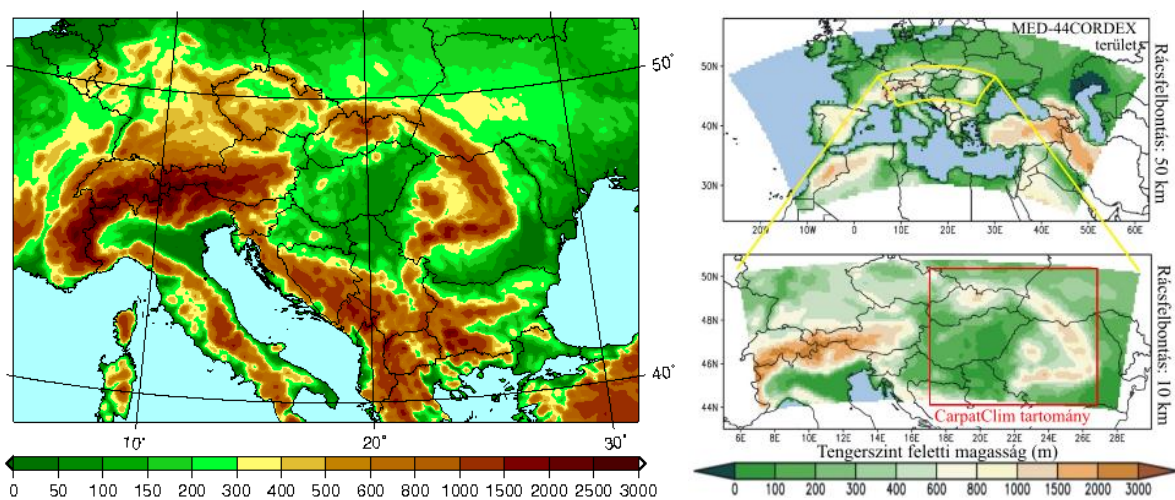 50°
40°
10° 20° 30°
0 50 100 150 200 300 400 500 600 800 1000 1500 2000 2500 3000
MED-44CORDEX
terület
50N
40N
30N
20W 10W 0 10E 20E 30E 40E 50E 60E
Rácsfelbontás: 50 km
50N
48N
46N
44N
CarpatClim tartomány
6E 8E 10E 12E 14E 16E 18E 20E 22E 24E 26E 28E
Rácsfelbontás: 10 km
Tengerszint feletti magasság (m)
0 100 200 300 400 600 800 1000 1500 2000 3000